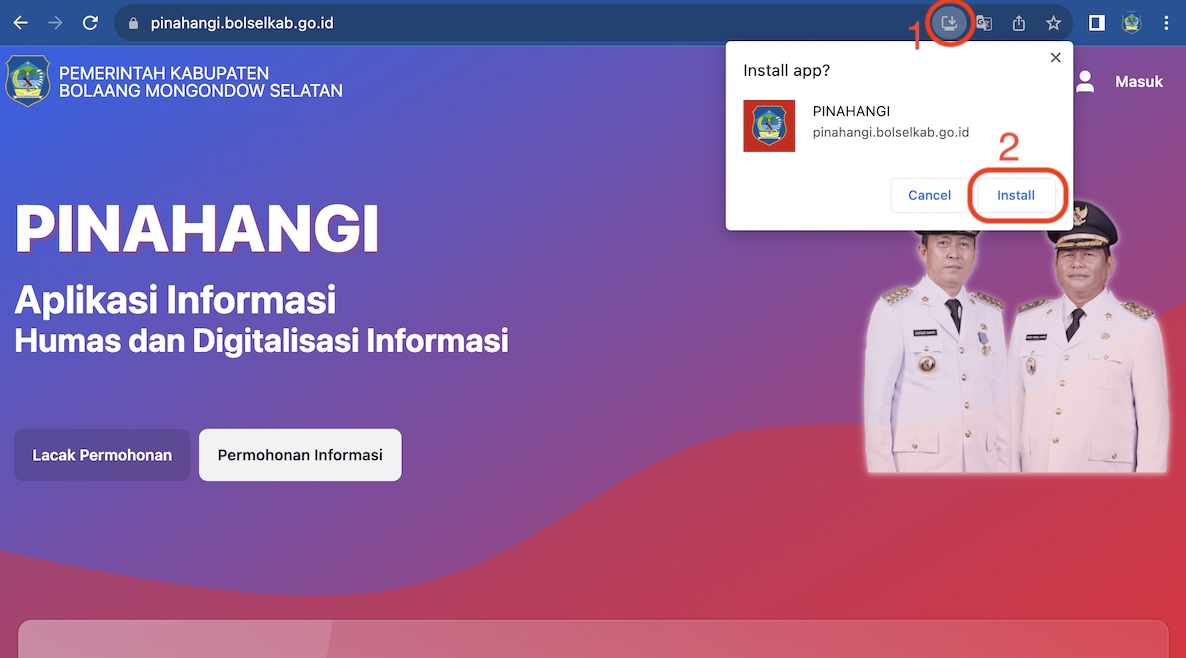 pinahangi.bolselkab.go.id
1
PEMERINTAH KABUPATEN
BOLAANG MONGONDOW SELATAN
Install app?
PINAHANGI
pinahangi.bolselkab.go.id
2
Cancel
Install
Masuk
PINAHANGI
Aplikasi Informasi
Humas dan Digitalisasi Informasi
Lacak Permohonan
Permohonan Informasi